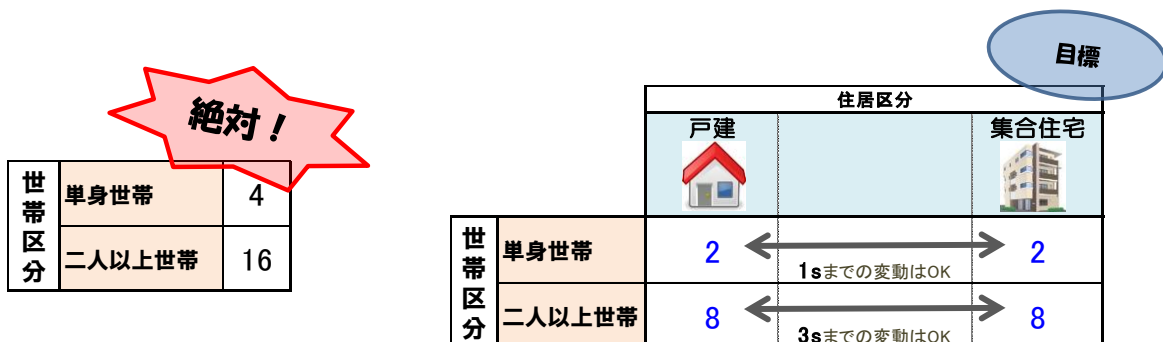 絶対！
世帯区分
単身世帯 4
二人以上世帯 16
目標
住居区分
戸建 集合住宅
世帯区分
単身世帯 2 2
1sまでの変動はOK
二人以上世帯 8 8
3sまでの変動はOK